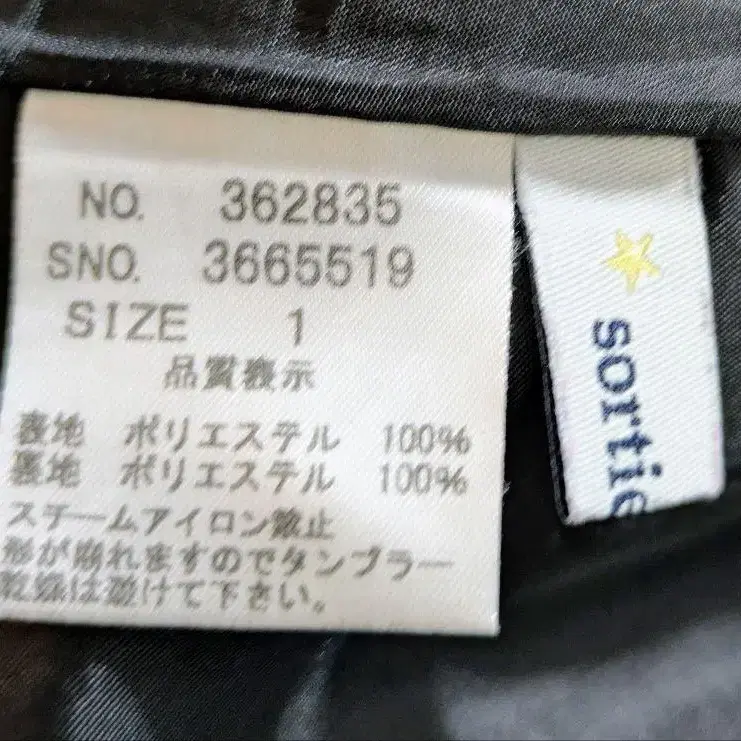 NO. 362835
SNO. 3665519
SIZE 1
品質表示
表地 ポリエステル 100%
裏地 ポリエステル 100%
スチームアイロン厳止
形が崩れますのでタンブラー
乾燥は避けて下さい。
sortie